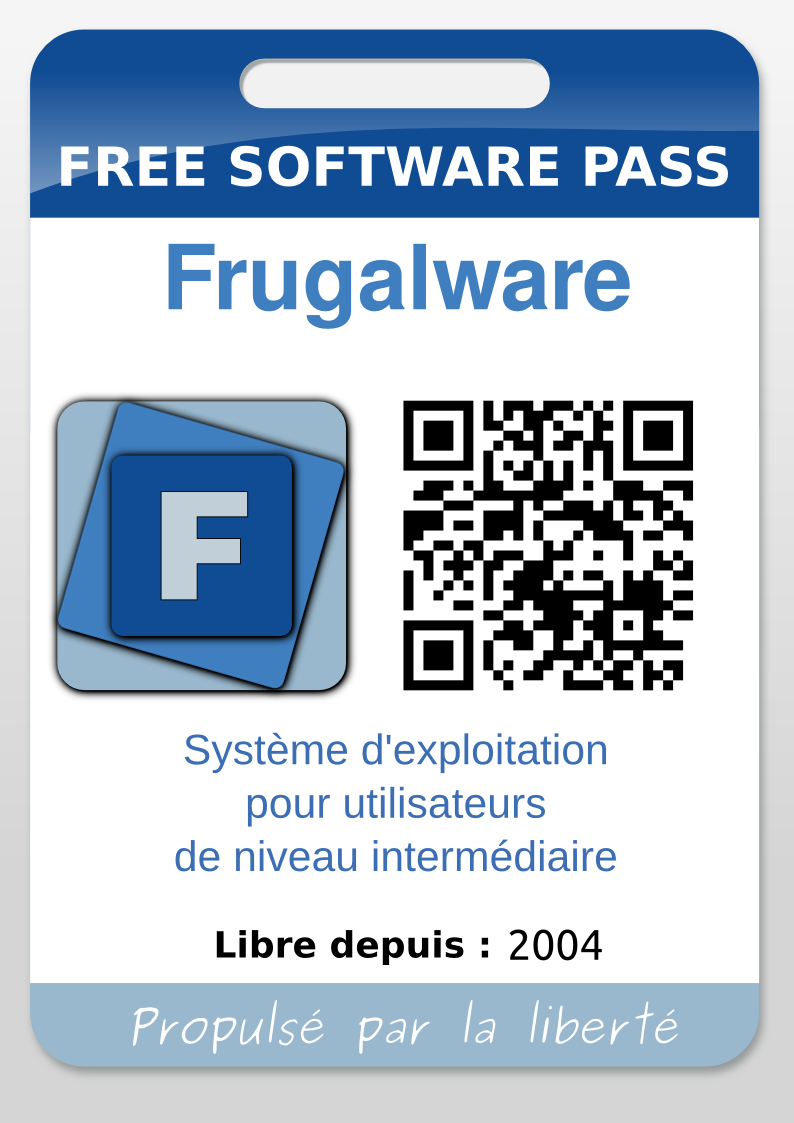 FREE SOFTWARE PASS
Frugalware
F
Système d'exploitation
pour utilisateurs
de niveau intermédiaire
Libre depuis : 2004
Propulsé par la liberté